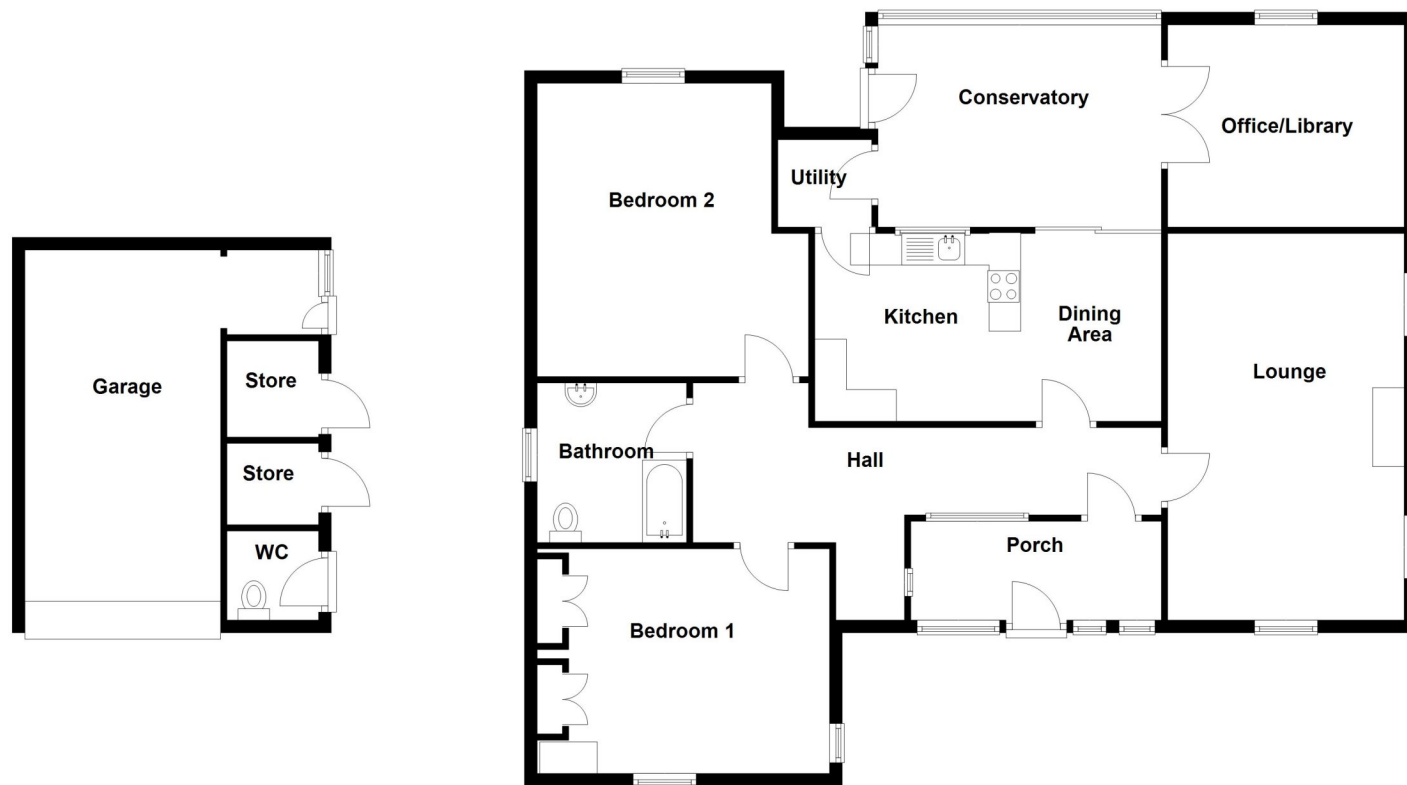 Conservatory
Office/Library
Utility
Bedroom 2
Kitchen
Dining
Area
Garage
Store
Lounge
Bathroom
Hall
Store
WC
Porch
Bedroom 1